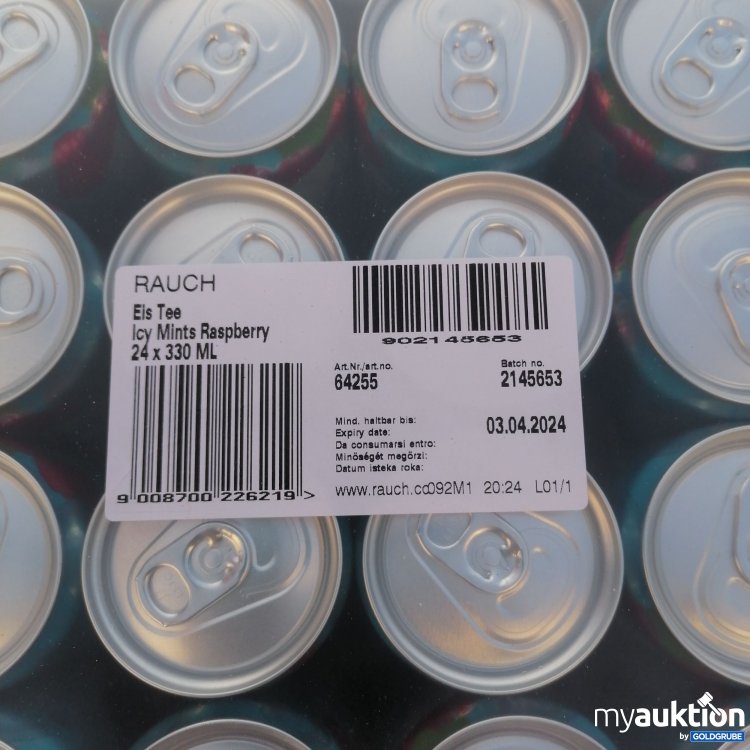 RAUCH
Eis Tee
Icy Mints Raspberry
24 x 330 ML
9 008700 226219 >
902145653
Art.Nr./art.no.
64255
Batch no.
2145653
Mind. haltbar bis:
Expiry date:
Da consumarsi entro:
Minőségét megőrzi:
Datum isteka roka:
03.04.2024
www.rauch.cc092M1 20:24 L01/1
myauktion
by GOLDGRUBE